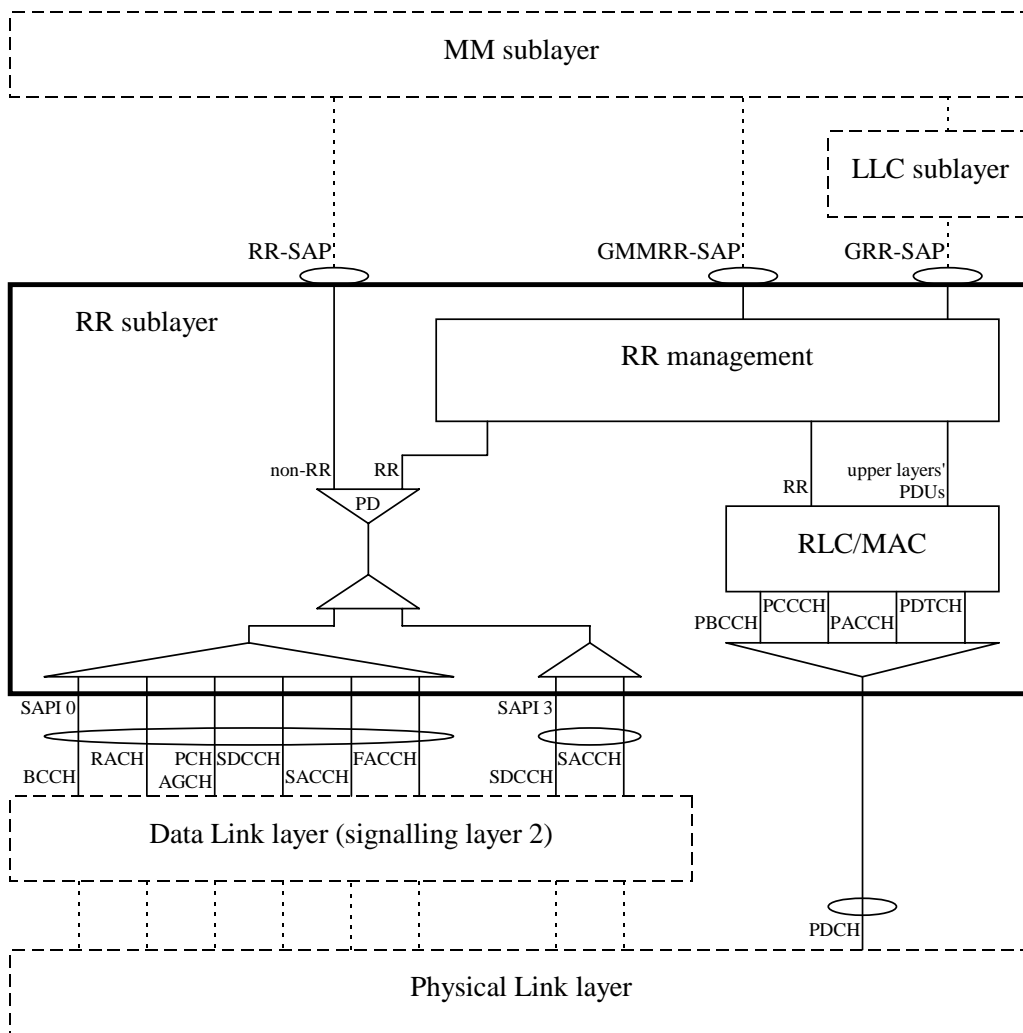 MM sublayer
LLC sublayer
RR-SAP
GMMRR-SAP
GRR-SAP
RR sublayer
RR management
non-RR
RR
PD
RR
upper layers'
PDUs
RLC/MAC
PBCCH
PCCCH
PACCH
PDTCH
SAPI 0
SAPI 3
BCCH
RACH
PCH
AGCH
SDCCH
SACCH
FACCH
SDCCH
SACCH
Data Link layer (signalling layer 2)
PDCH
Physical Link layer